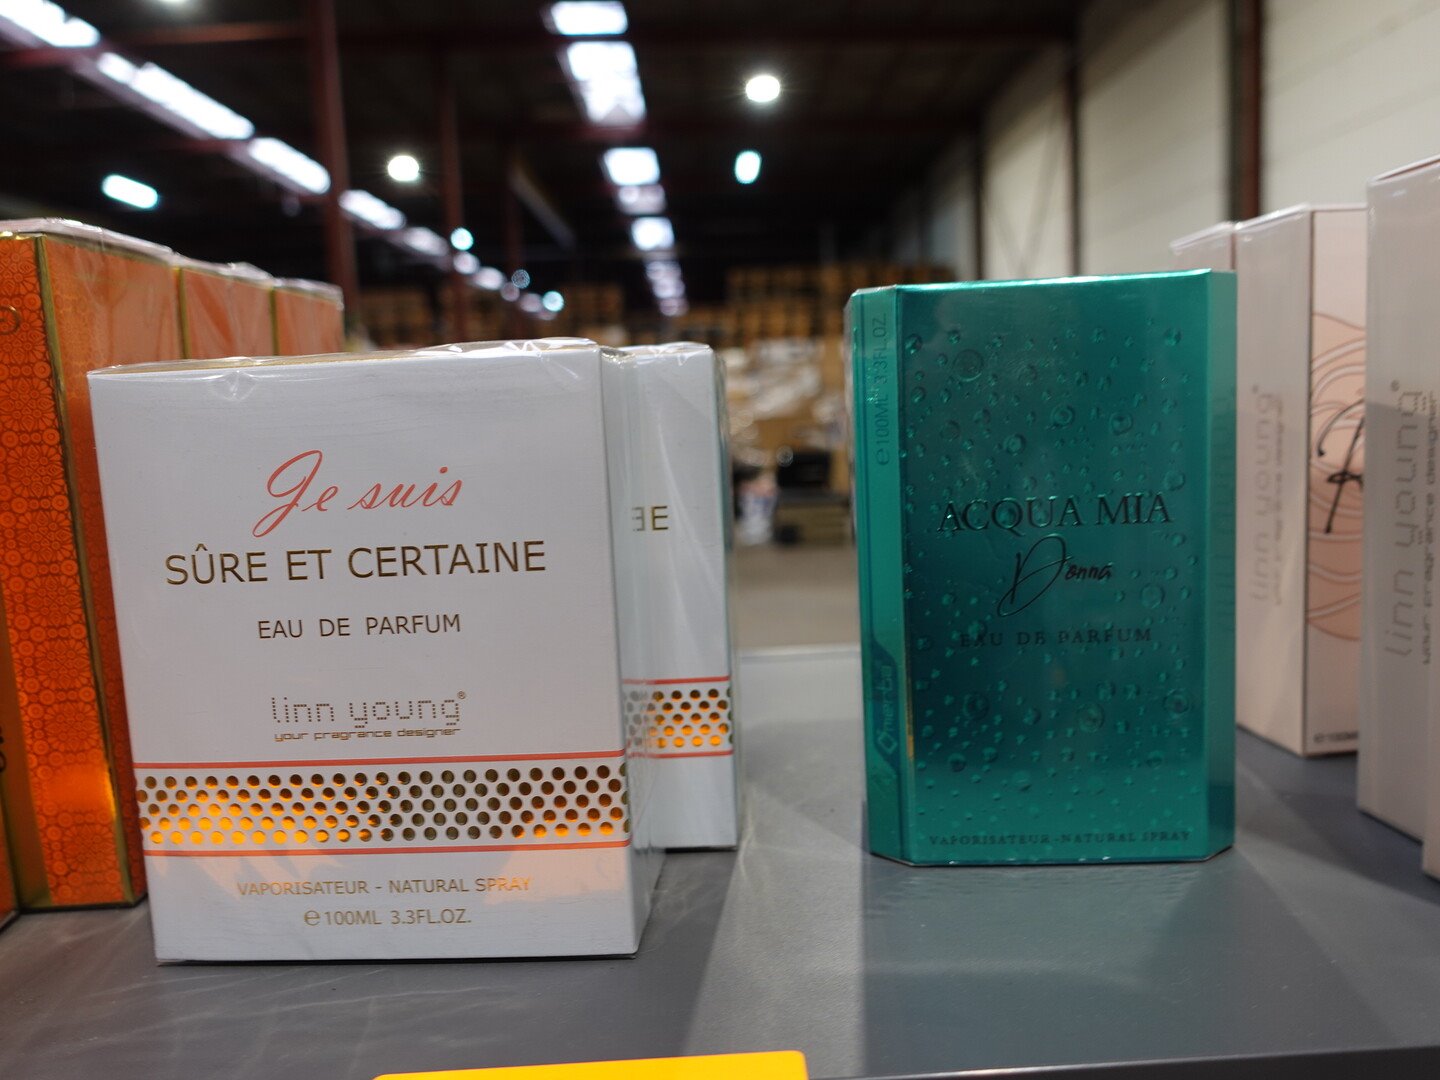 Je suis
SÛRE ET CERTAINE
EAU DE PARFUM
linn young®
your fragrance designer
VAPORISATEUR - NATURAL SPRAY
℮100ML 3.3FL.OZ.
℮100ML 3.3FL.OZ.
ACQUA MIA
Donna
EAU DE PARFUM
Omerta
VAPORISATEUR-NATURAL SPRAY
linn young®
your fragrance designer
linn young®
your fragrance designer